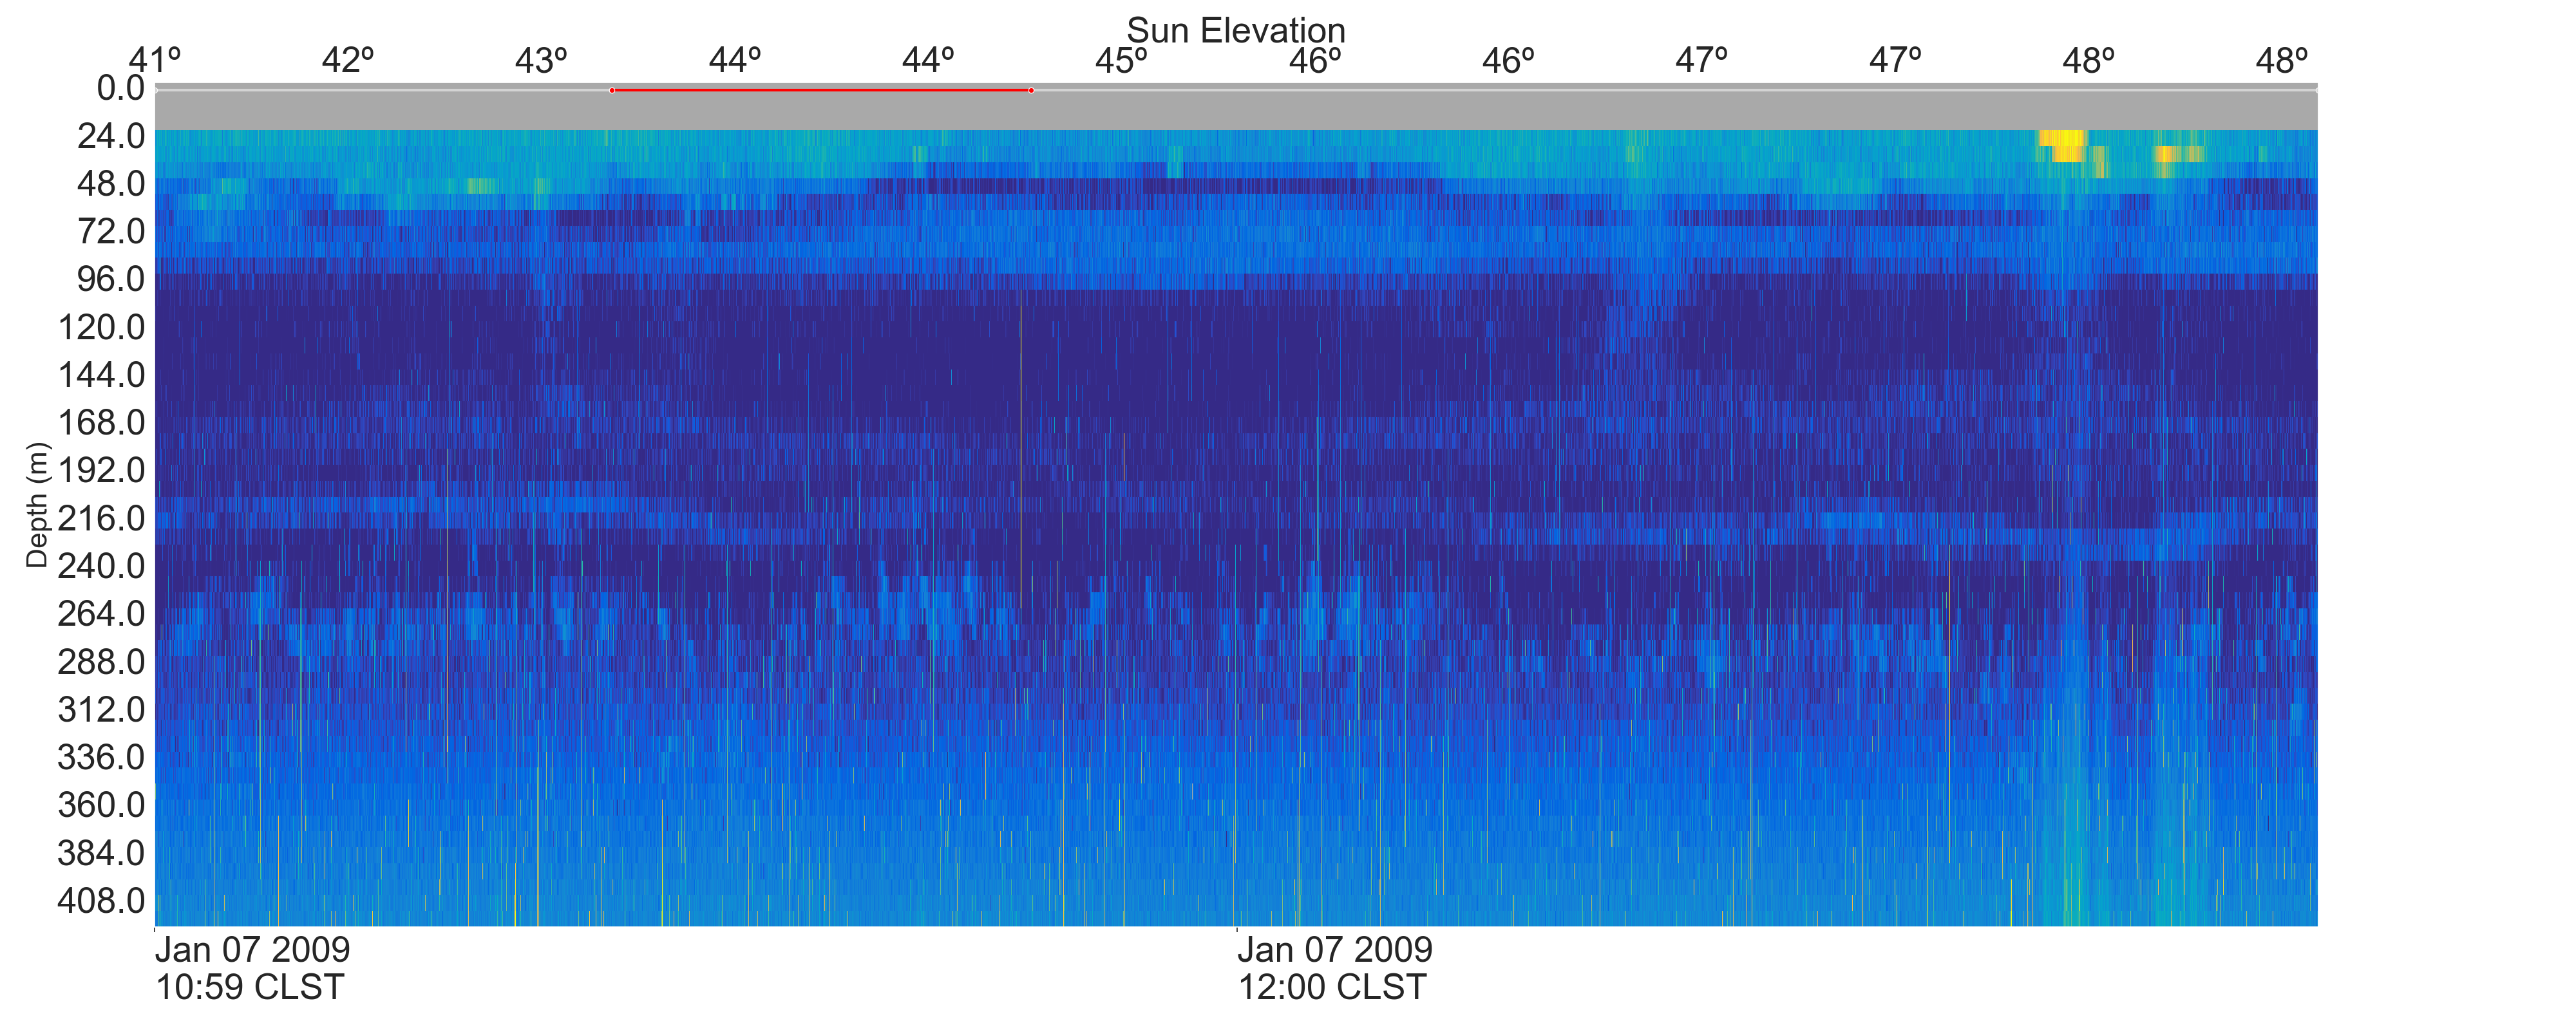 Sun Elevation
41º 42º 43º 44º 44º 45º 46º 46º 47º 47º 48º 48º
0.0
24.0
48.0
72.0
96.0
120.0
144.0
168.0
192.0
216.0
240.0
264.0
288.0
312.0
336.0
360.0
384.0
408.0
Depth (m)
Jan 07 2009
10:59 CLST
Jan 07 2009
12:00 CLST